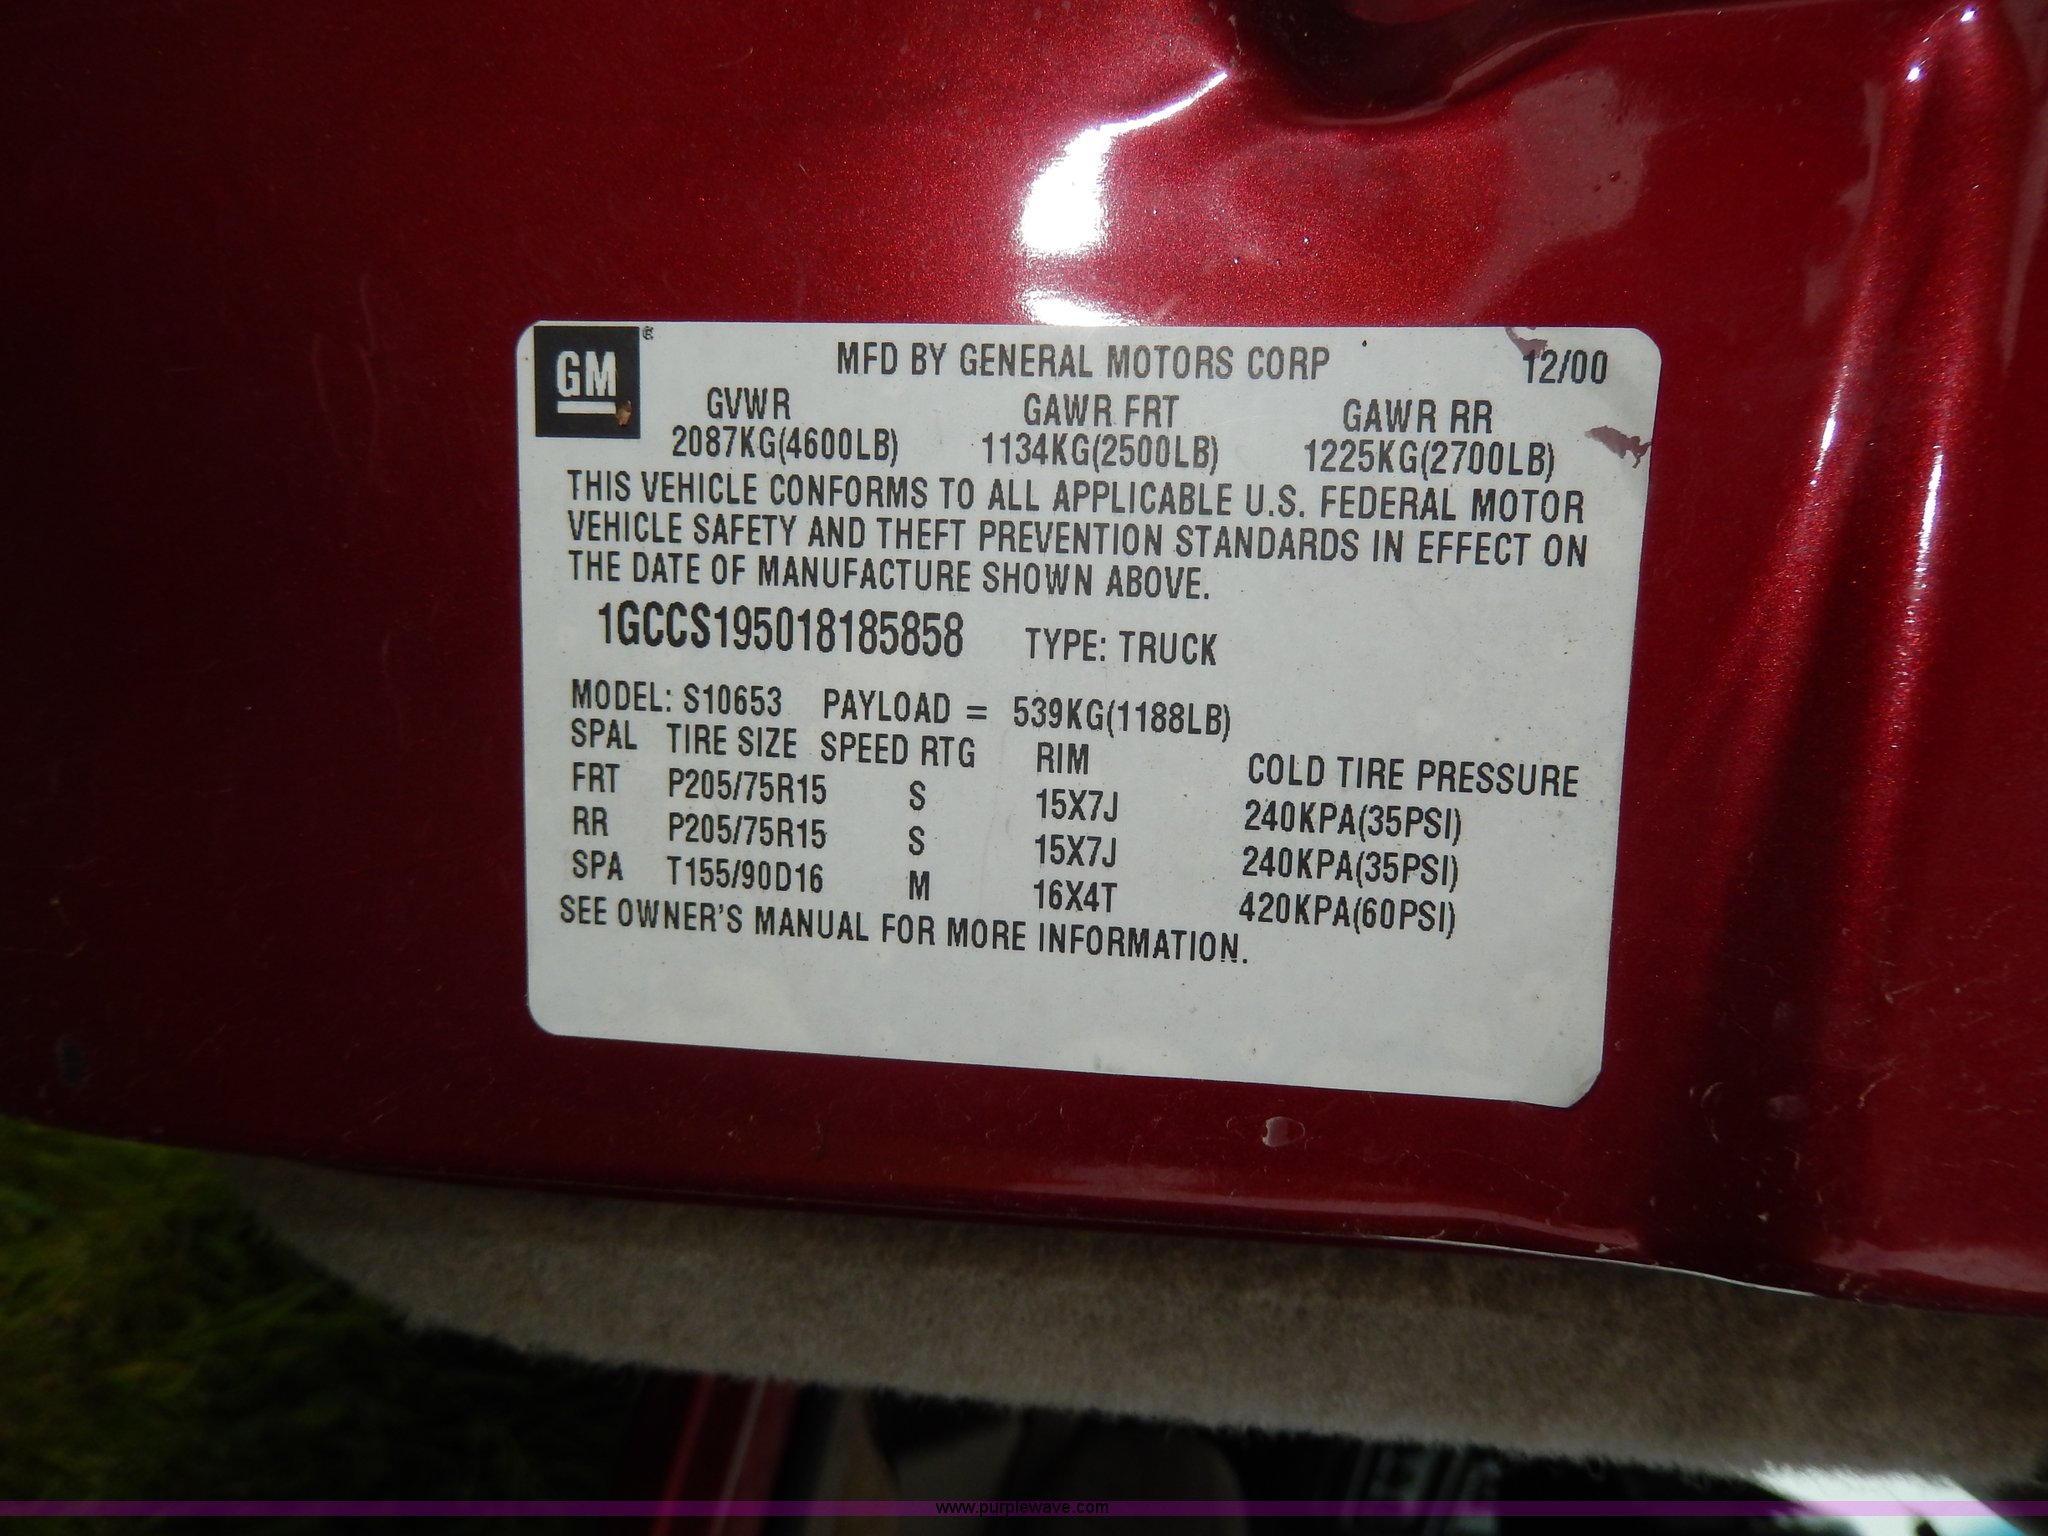 GM
MFD BY GENERAL MOTORS CORP 12/00
GVWR GAWR FRT GAWR RR
2087KG(4600LB) 1134KG(2500LB) 1225KG(2700LB)
THIS VEHICLE CONFORMS TO ALL APPLICABLE U.S. FEDERAL MOTOR
VEHICLE SAFETY AND THEFT PREVENTION STANDARDS IN EFFECT ON
THE DATE OF MANUFACTURE SHOWN ABOVE.
1GCCS195018185858 TYPE: TRUCK
MODEL: S10653 PAYLOAD = 539KG(1188LB)
SPAL TIRE SIZE SPEED RTG RIM COLD TIRE PRESSURE
FRT P205/75R15 S 15X7J 240KPA(35PSI)
RR P205/75R15 S 15X7J 240KPA(35PSI)
SPA T155/90D16 M 16X4T 420KPA(60PSI)
SEE OWNER'S MANUAL FOR MORE INFORMATION.
www.purplewave.com